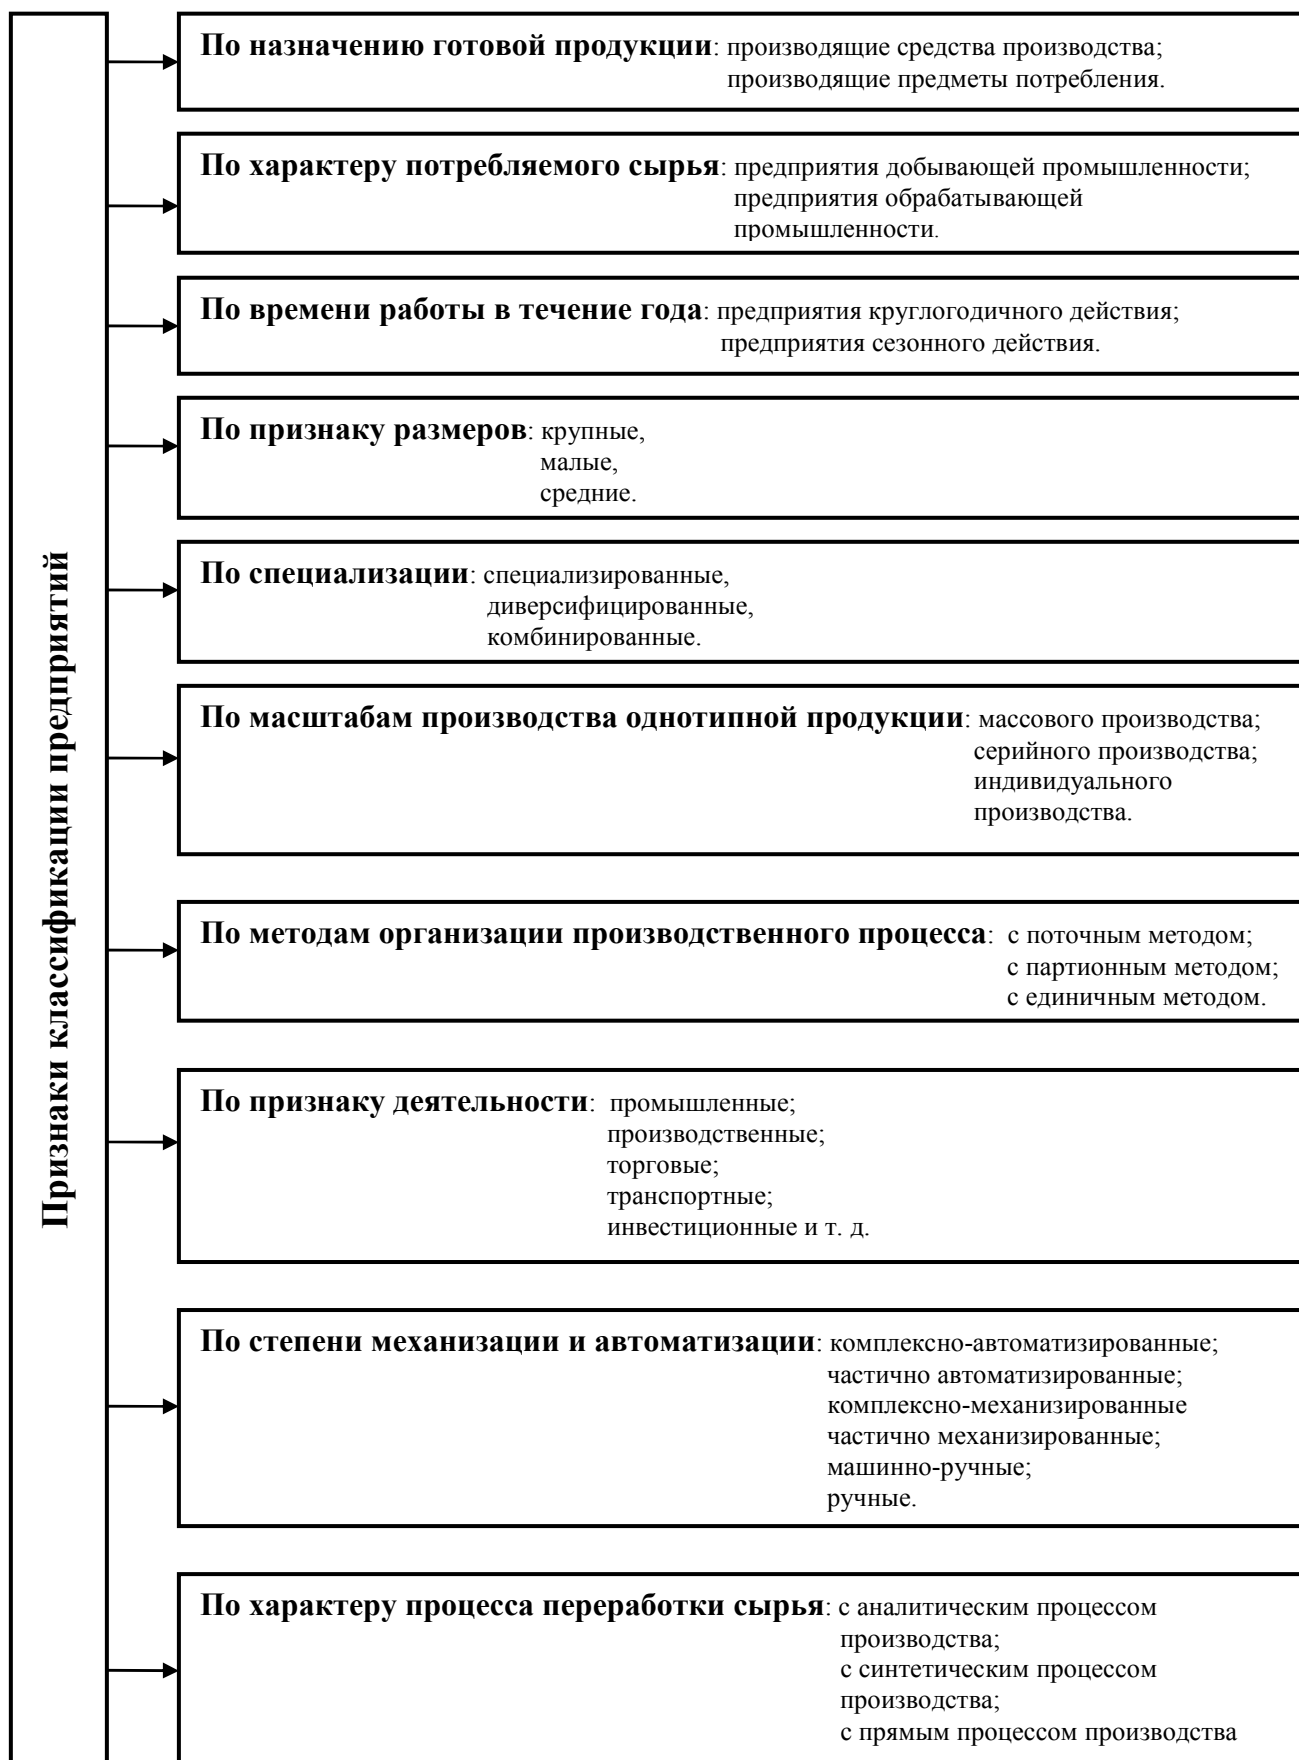 Признаки классификации предприятий
По назначению готовой продукции: производящие средства производства;
производящие предметы потребления.
По характеру потребляемого сырья: предприятия добывающей промышленности;
предприятия обрабатывающей
промышленности.
По времени работы в течение года: предприятия круглогодичного действия;
предприятия сезонного действия.
По признаку размеров: крупные,
малые,
средние.
По специализации: специализированные,
диверсифицированные,
комбинированные.
По масштабам производства однотипной продукции: массового производства;
серийного производства;
индивидуального
производства.
По методам организации производственного процесса: с поточным методом;
с партионным методом;
с единичным методом.
По признаку деятельности: промышленные;
производственные;
торговые;
транспортные;
инвестиционные и т. д.
По степени механизации и автоматизации: комплексно-автоматизированные;
частично автоматизированные;
комплексно-механизированные
частично механизированные;
машинно-ручные;
ручные.
По характеру процесса переработки сырья: с аналитическим процессом
производства;
с синтетическим процессом
производства;
с прямым процессом производства